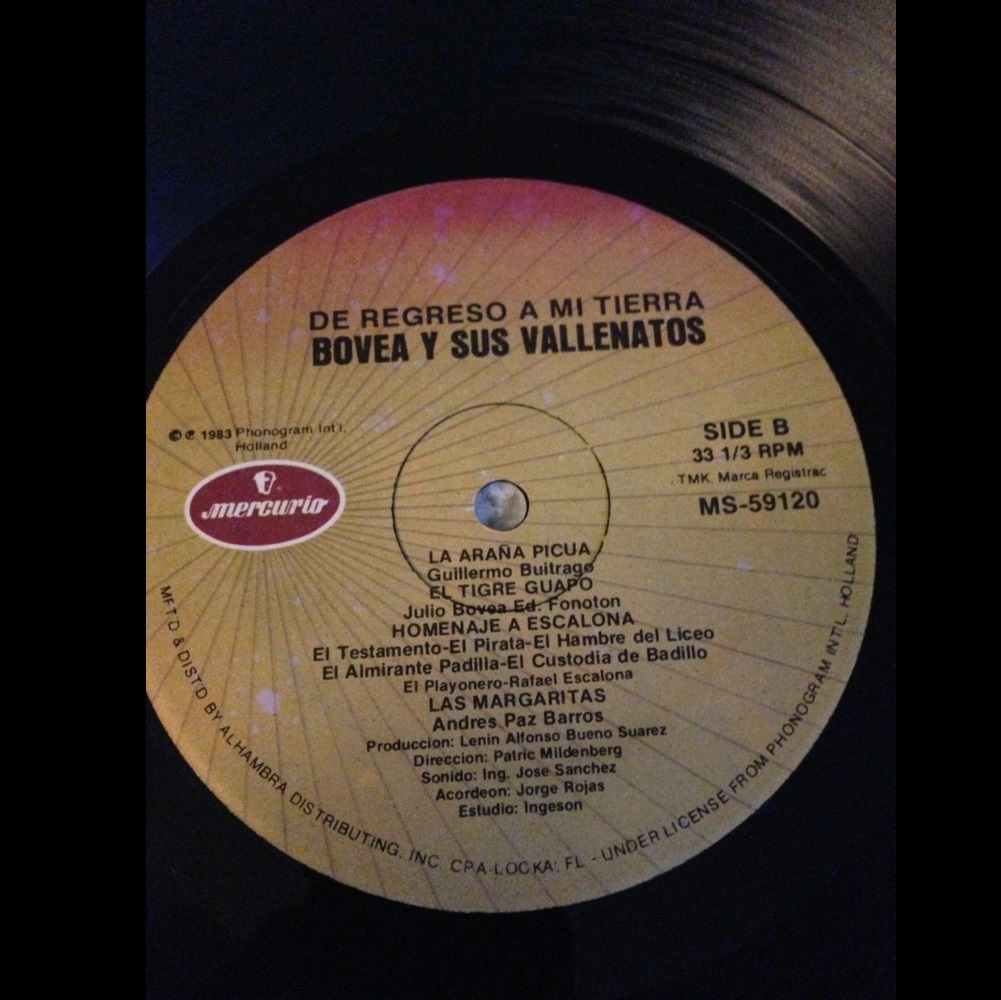 DE REGRESO A MI TIERRA
BOVEA Y SUS VALLENATOS
© ℗ 1983 Phonogram Int'l,
Holland
mercurio
SIDE B
33 1/3 RPM
TMK. Marca Registrac
MS-59120
LA ARAÑA PICUA
Guillermo Buitrago
EL TIGRE GUAPO
Julio Bovea Ed. Fonoton
HOMENAJE A ESCALONA
El Testamento-El Pirata-El Hambre del Liceo
El Almirante Padilla-El Custodia de Badillo
El Playonero-Rafael Escalona
LAS MARGARITAS
Andres Paz Barros
Produccion: Lenin Alfonso Bueno Suarez
Direccion: Patric Mildenberg
Sonido: Ing. Jose Sanchez
Acordeon: Jorge Rojas
Estudio: Ingeson
MFT'D & DIST'D BY ALHAMBRA DISTRIBUTING, INC CPA-LOCKA, FL - UNDER LICENSE FROM PHONOGRAM INT'L, HOLLAND